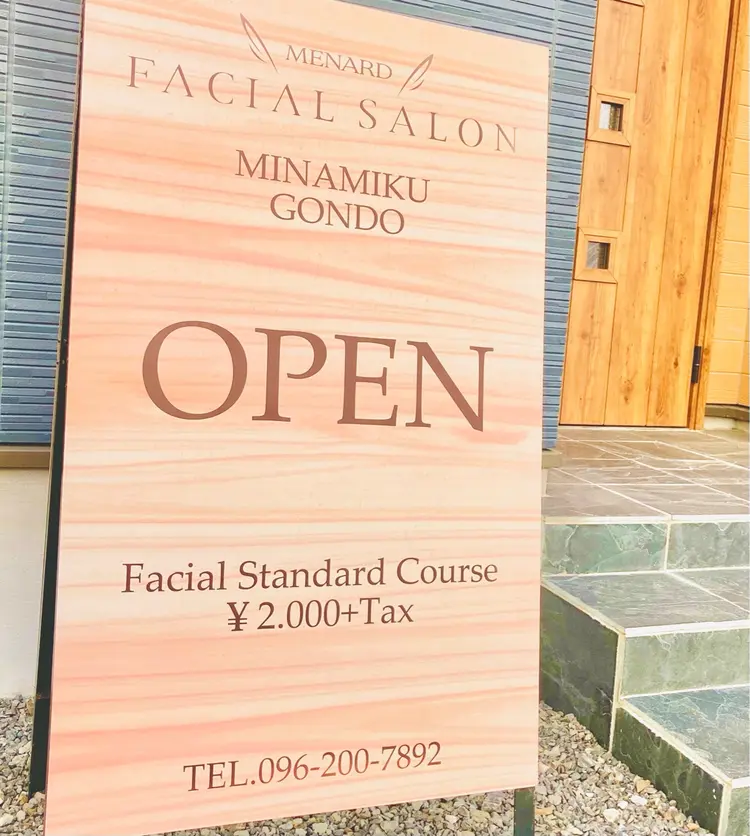 MENARD
FACIAL SALON
MINAMIKU
GONDO
OPEN
Facial Standard Course
¥2.000+Tax
TEL.096-200-7892